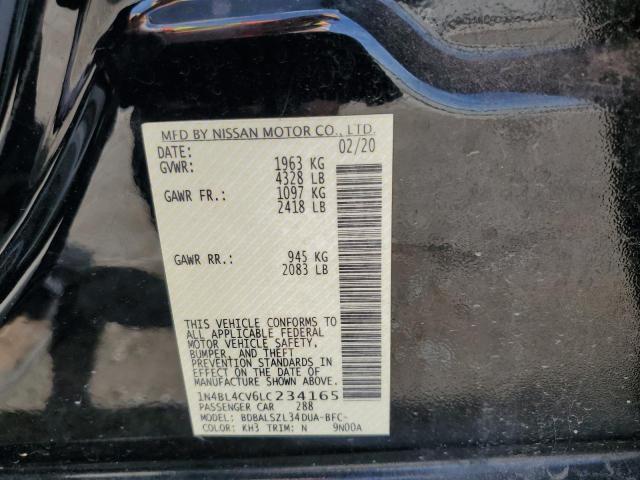 MFD BY NISSAN MOTOR CO., LTD.
DATE: 02/20
GVWR: 1963 KG
4328 LB
GAWR FR.: 1097 KG
2418 LB
GAWR RR.: 945 KG
2083 LB
THIS VEHICLE CONFORMS TO
ALL APPLICABLE FEDERAL
MOTOR VEHICLE SAFETY,
BUMPER, AND THEFT
PREVENTION STANDARDS IN
EFFECT ON THE DATE OF
MANUFACTURE SHOWN ABOVE.
1N4BL4CV6LC234165
PASSENGER CAR 288
MODEL: BDBALSZL34DUA-BFC-
COLOR: KH3 TRIM: N 9N00A